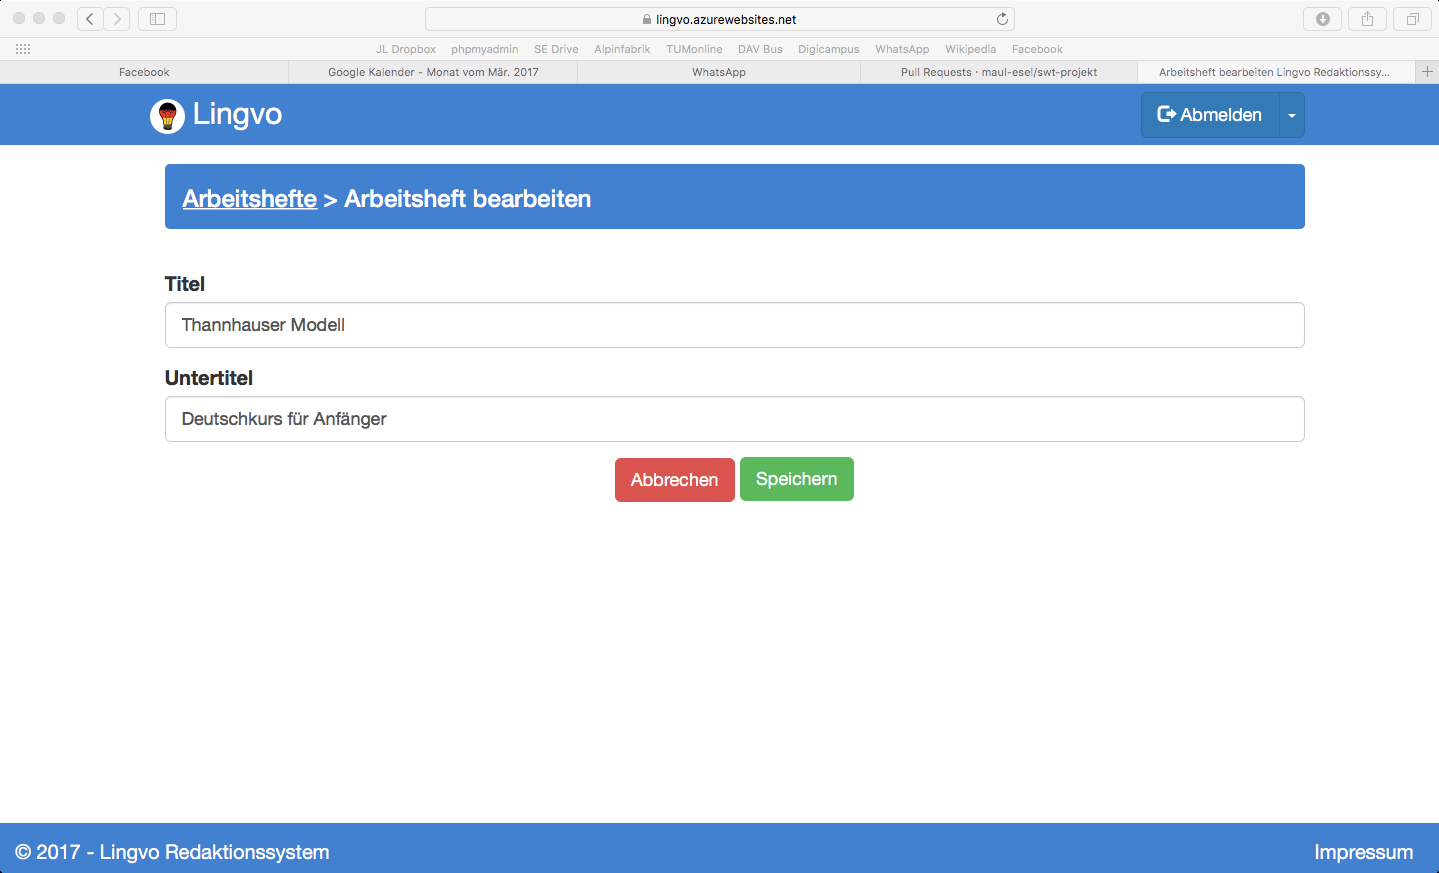 lingvo.azurewebsites.net
JL Dropbox phpmyadmin SE Drive Alpinfabrik TUMonline DAV Bus Digicampus WhatsApp Wikipedia Facebook
Facebook Google Kalender - Monat vom Mär. 2017 WhatsApp Pull Requests · maul-esel/swt-projekt Arbeitsheft bearbeiten Lingvo Redaktionssy...
Lingvo Abmelden
Arbeitshefte > Arbeitsheft bearbeiten
Titel
Thannhauser Modell
Untertitel
Deutschkurs für Anfänger
Abbrechen Speichern
© 2017 - Lingvo Redaktionssystem Impressum